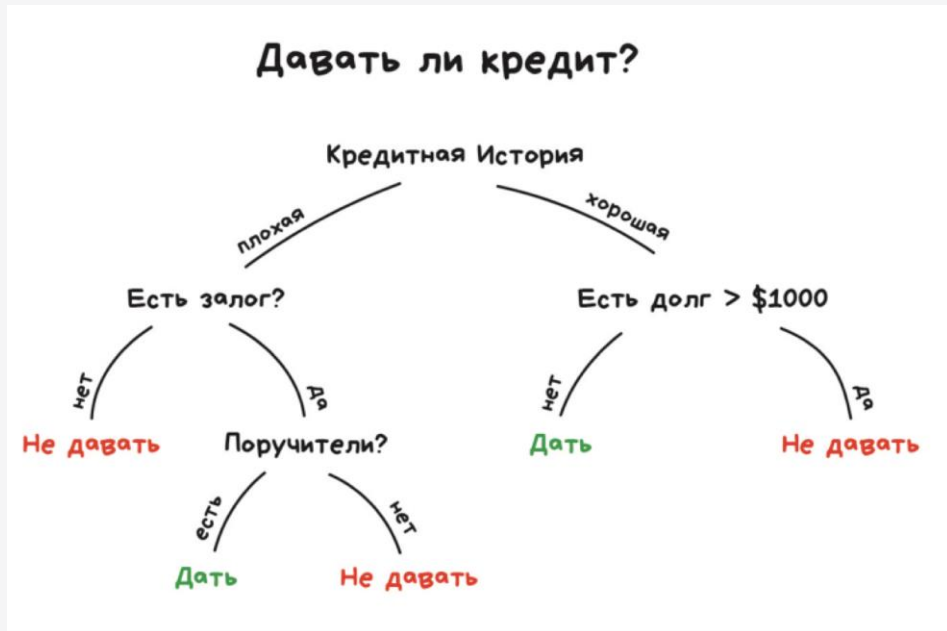 Давать ли кредит?
Кредитная История
плохая
хорошая
Есть залог?
Есть долг > $1000
нет
да
нет
да
Не давать
Поручители?
Дать
Не давать
есть
нет
Дать
Не давать